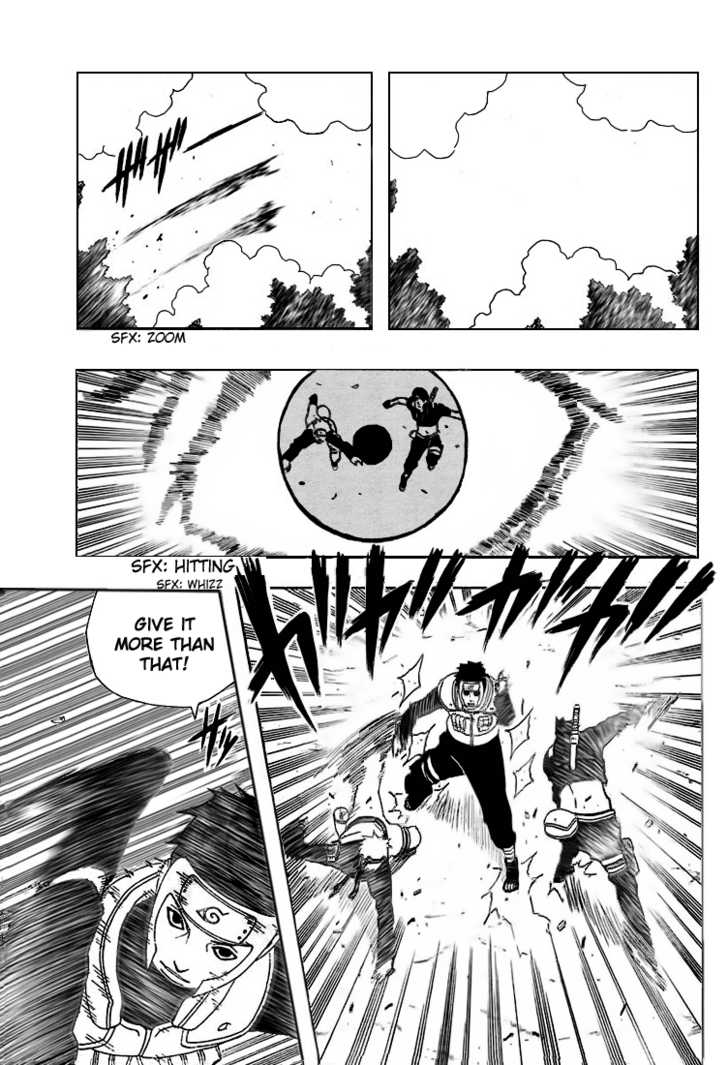 SFX: ZOOM
SFX: HITTING
SFX: WHIZZ
GIVE IT
MORE THAN
THAT!